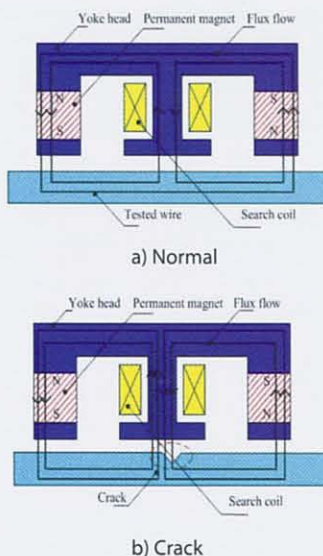 Yoke head Permanent magnet Flux flow
N N
S S
Tested wire Search coil
a) Normal
Yoke head Permanent magnet Flux flow
N N
S S
Crack Search coil
b) Crack